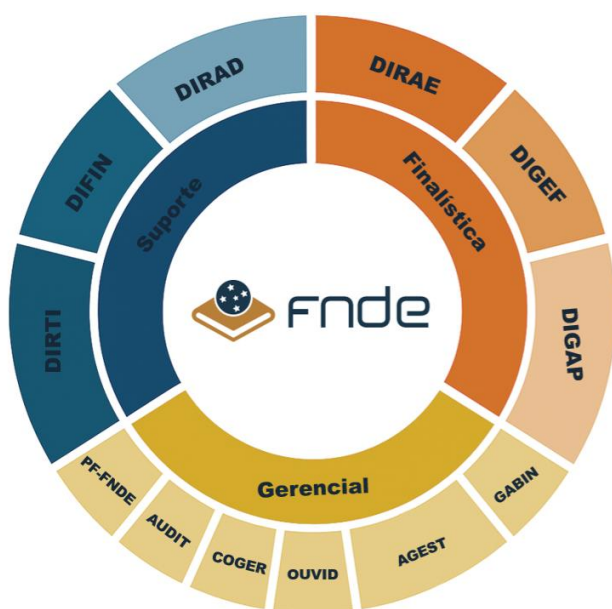 DIRAD
DIRAE
DIFIN
Suporte
Finalística
DIGEF
DIRTI
fnde
DIGAP
Gerencial
PF-FNDE
AUDIT
COGER
OUVID
AGEST
GABIN